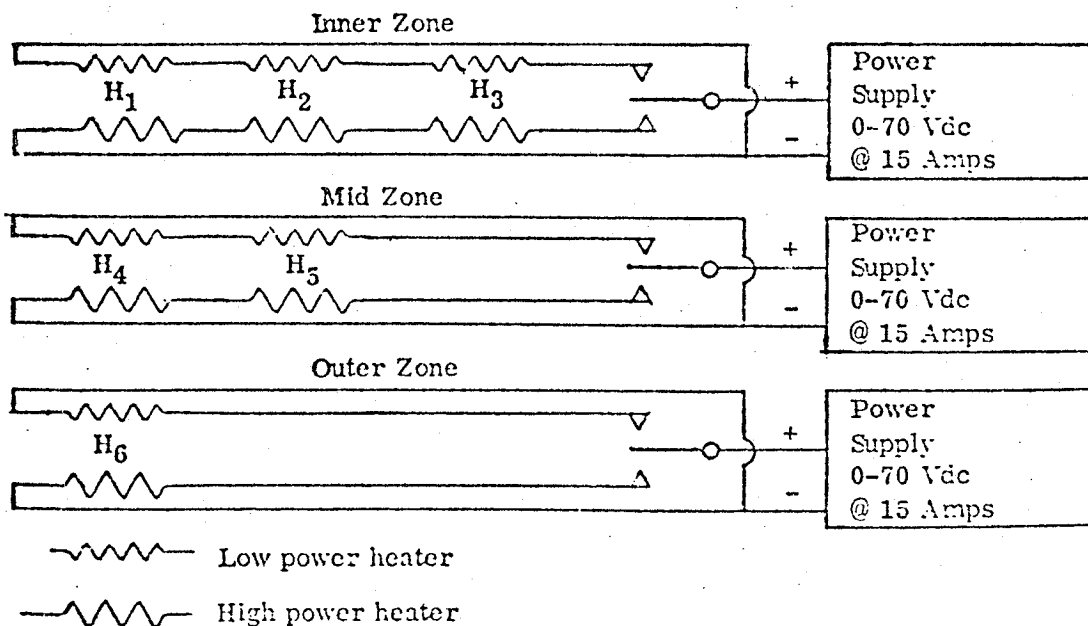 Inner Zone
H1 H2 H3
+
-
Power
Supply
0-70 Vdc
@ 15 Amps
Mid Zone
H4 H5
+
-
Power
Supply
0-70 Vdc
@ 15 Amps
Outer Zone
H6
+
-
Power
Supply
0-70 Vdc
@ 15 Amps
Low power heater
High power heater